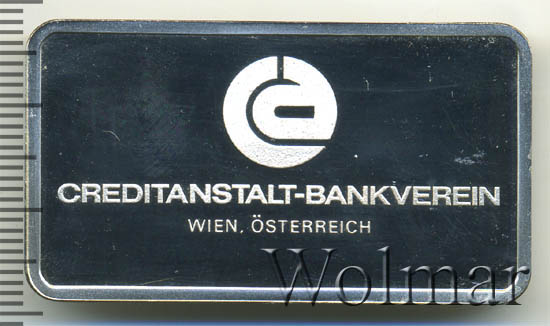 CREDITANSTALT-BANKVEREIN
WIEN, ÖSTERREICH
Wolmar